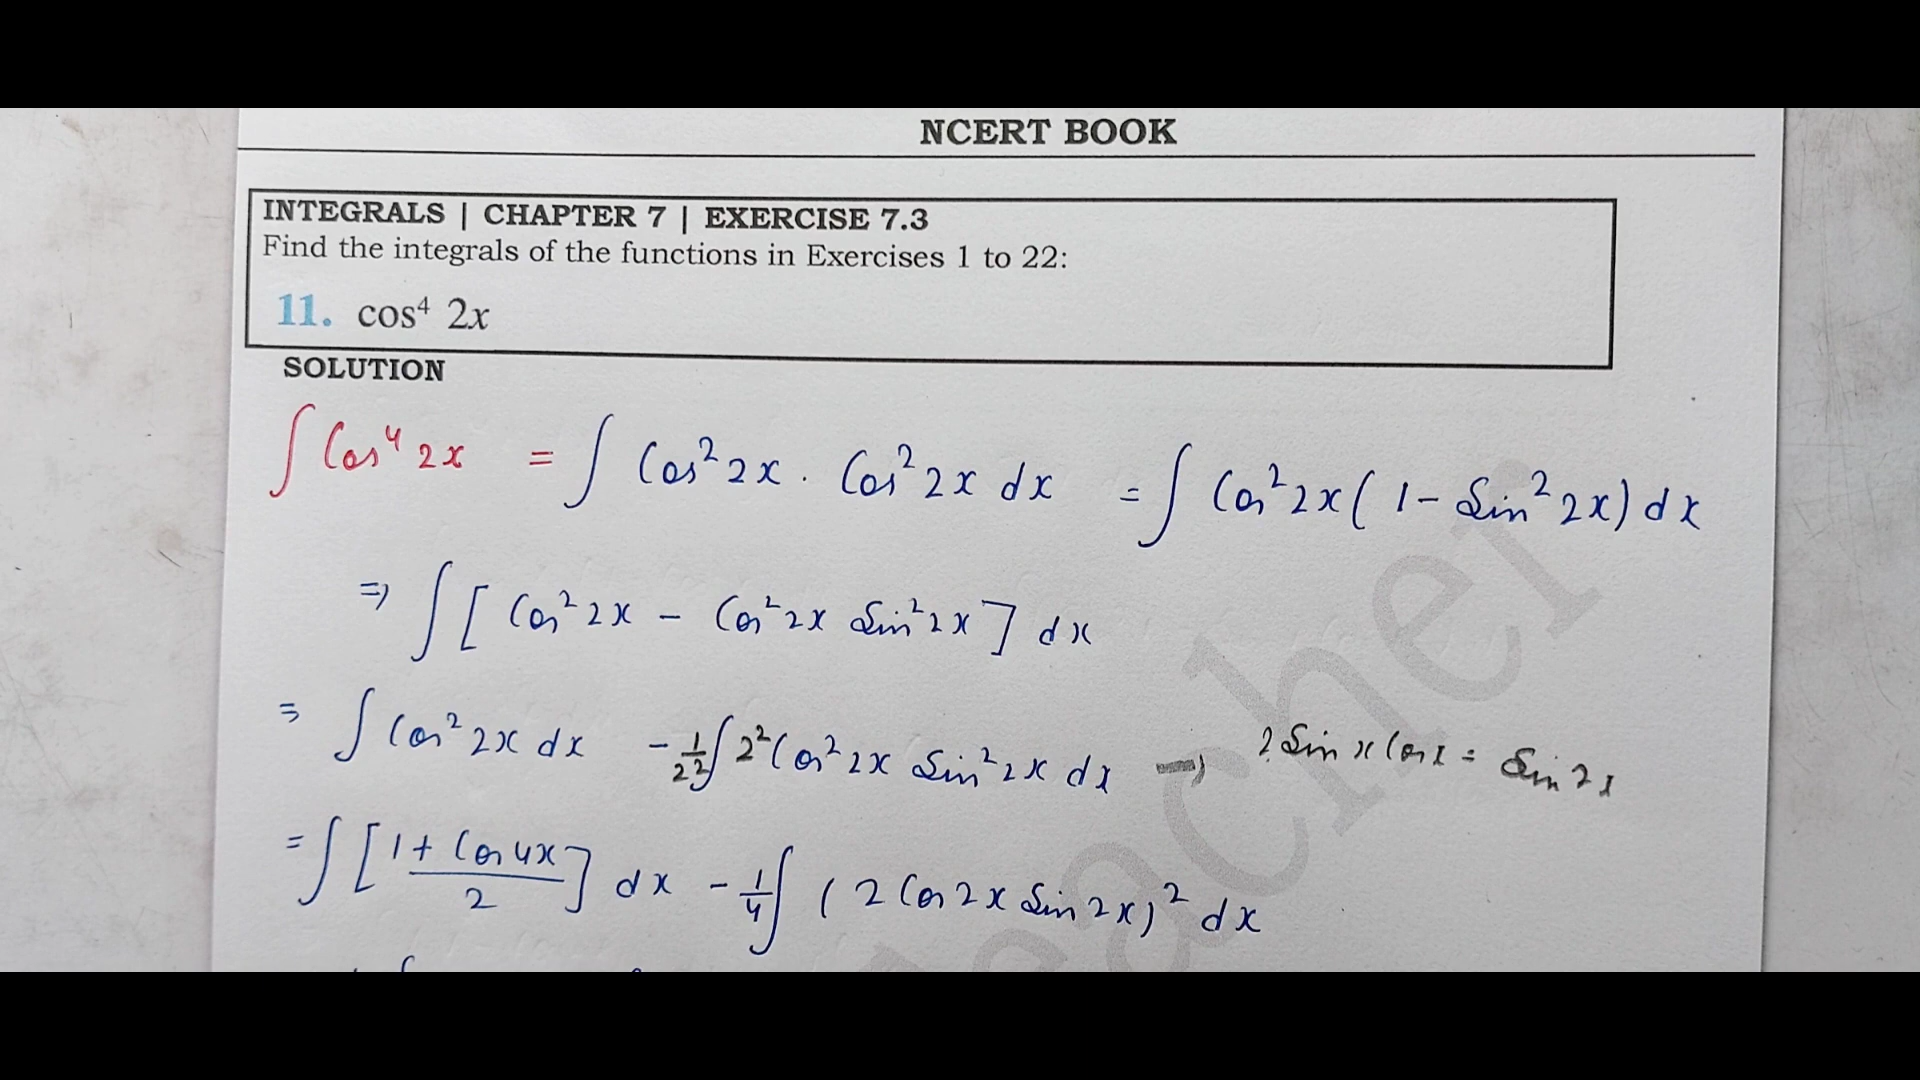 NCERT BOOK
INTEGRALS | CHAPTER 7 | EXERCISE 7.3
Find the integrals of the functions in Exercises 1 to 22:
11. cos⁴ 2x
SOLUTION
∫ Cos⁴ 2x = ∫ Cos² 2x . Cos² 2x dx = ∫ Cos² 2x ( 1 - Sin² 2x) dx
⇒ ∫ [ Cos² 2x - Cos² 2x Sin² 2x ] dx
= ∫ Cos² 2x dx - 1/2² ∫ 2² Cos² 2x Sin² 2x dx → 2 Sin x Cos x = Sin 2x
= ∫ [ (1 + Cos 4x)/2 ] dx - 1/4 ∫ ( 2 Cos 2x Sin 2x)² dx